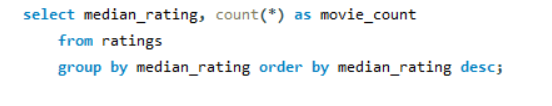 select median_rating, count(*) as movie_count
from ratings
group by median_rating order by median_rating desc;